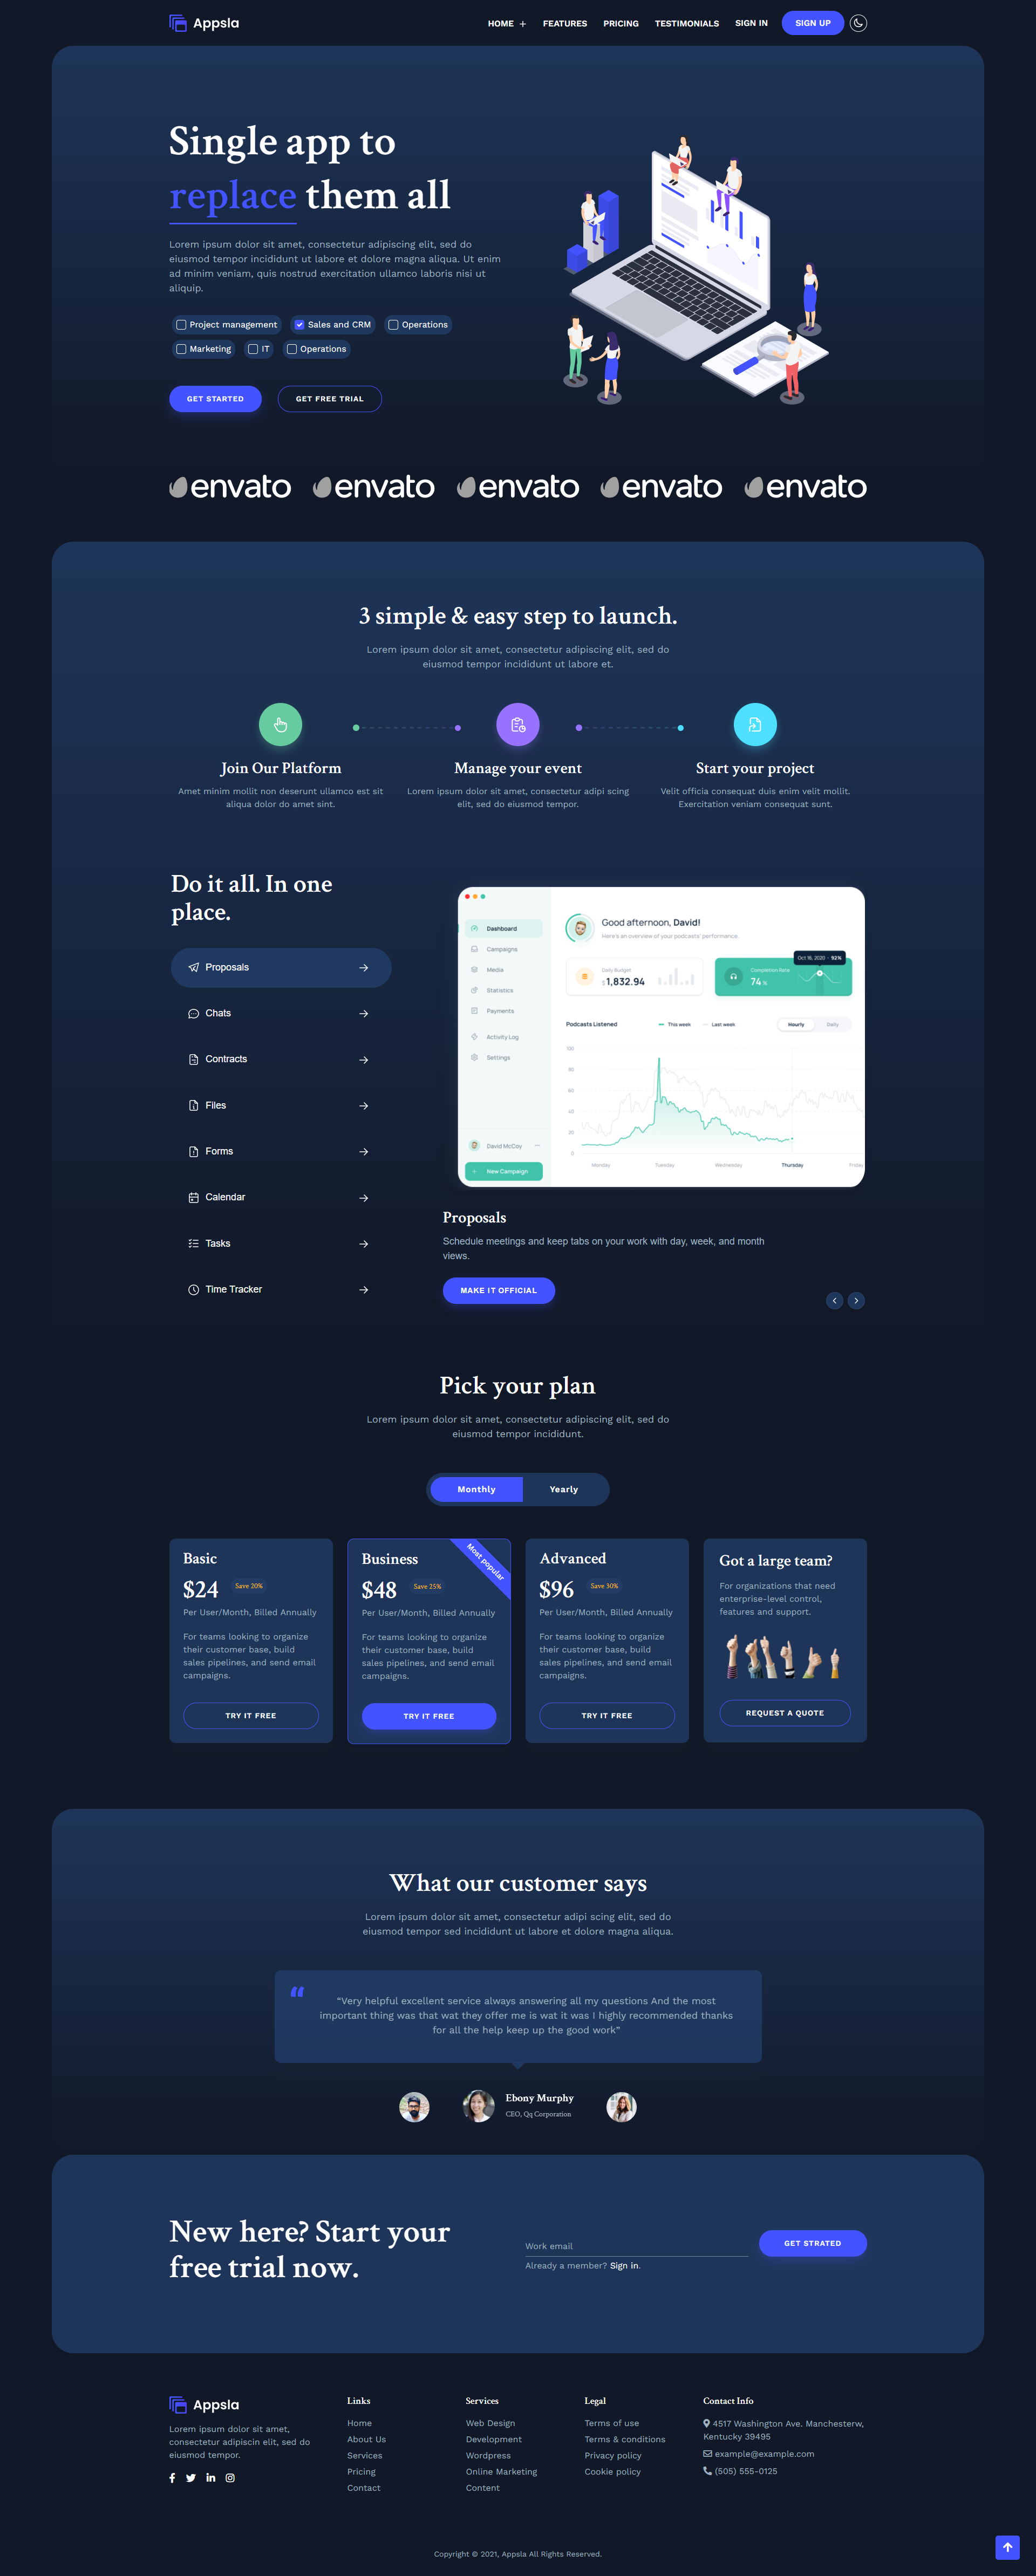 Appsla
HOME +
FEATURES
PRICING
TESTIMONIALS
SIGN IN
SIGN UP
Single app to
replace them all
Lorem ipsum dolor sit amet, consectetur adipiscing elit, sed do
eiusmod tempor incididunt ut labore et dolore magna aliqua. Ut enim
ad minim veniam, quis nostrud exercitation ullamco laboris nisi ut
aliquip.
Project management
Sales and CRM
Operations
Marketing
IT
Operations
GET STARTED
GET FREE TRIAL
envato
envato
envato
envato
envato
3 simple & easy step to launch.
Lorem ipsum dolor sit amet, consectetur adipiscing elit, sed do
eiusmod tempor incididunt ut labore et.
Join Our Platform
Amet minim mollit non deserunt ullamco est sit
aliqua dolor do amet sint.
Manage your event
Lorem ipsum dolor sit amet, consectetur adipi scing
elit, sed do eiusmod tempor.
Start your project
Velit officia consequat duis enim velit mollit.
Exercitation veniam consequat sunt.
Do it all. In one
place.
Proposals
Chats
Contracts
Files
Forms
Calendar
Tasks
Time Tracker
Dashboard
Campaigns
Media
Statistics
Payments
Activity Log
Settings
David McCoy
New Campaign
Good afternoon, David!
Here's an overview of your podcasts' performance
Daily Budget
$1,832.94
Completion Rate
74 %
Oct 16, 2020 - 92%
Podcasts Listened
This week
Last week
Hourly
Daily
100
80
60
40
20
0
Monday
Tuesday
Wednesday
Thursday
Friday
Proposals
Schedule meetings and keep tabs on your work with day, week, and month
views.
MAKE IT OFFICIAL
Pick your plan
Lorem ipsum dolor sit amet, consectetur adipiscing elit, sed do
eiusmod tempor incididunt.
Monthly
Yearly
Basic
$24
Save 20%
Per User/Month, Billed Annually
For teams looking to organize
their customer base, build
sales pipelines, and send email
campaigns.
TRY IT FREE
Most popular
Business
$48
Save 25%
Per User/Month, Billed Annually
For teams looking to organize
their customer base, build
sales pipelines, and send email
campaigns.
TRY IT FREE
Advanced
$96
Save 30%
Per User/Month, Billed Annually
For teams looking to organize
their customer base, build
sales pipelines, and send email
campaigns.
TRY IT FREE
Got a large team?
For organizations that need
enterprise-level control,
features and support.
REQUEST A QUOTE
What our customer says
Lorem ipsum dolor sit amet, consectetur adipi scing elit, sed do
eiusmod tempor sed incididunt ut labore et dolore magna aliqua.
“
“Very helpful excellent service always answering all my questions And the most
important thing was that wat they offer me is wat it was I highly recommended thanks
for all the help keep up the good work”
Ebony Murphy
CEO, Qq Corporation
New here? Start your
free trial now.
Work email
GET STRATED
Already a member? Sign in.
Appsla
Lorem ipsum dolor sit amet,
consectetur adipiscin elit, sed do
eiusmod tempor.
Links
Home
About Us
Services
Pricing
Contact
Services
Web Design
Development
Wordpress
Online Marketing
Content
Legal
Terms of use
Terms & conditions
Privacy policy
Cookie policy
Contact Info
4517 Washington Ave. Manchesterw,
Kentucky 39495
example@example.com
(505) 555-0125
Copyright © 2021, Appsla All Rights Reserved.